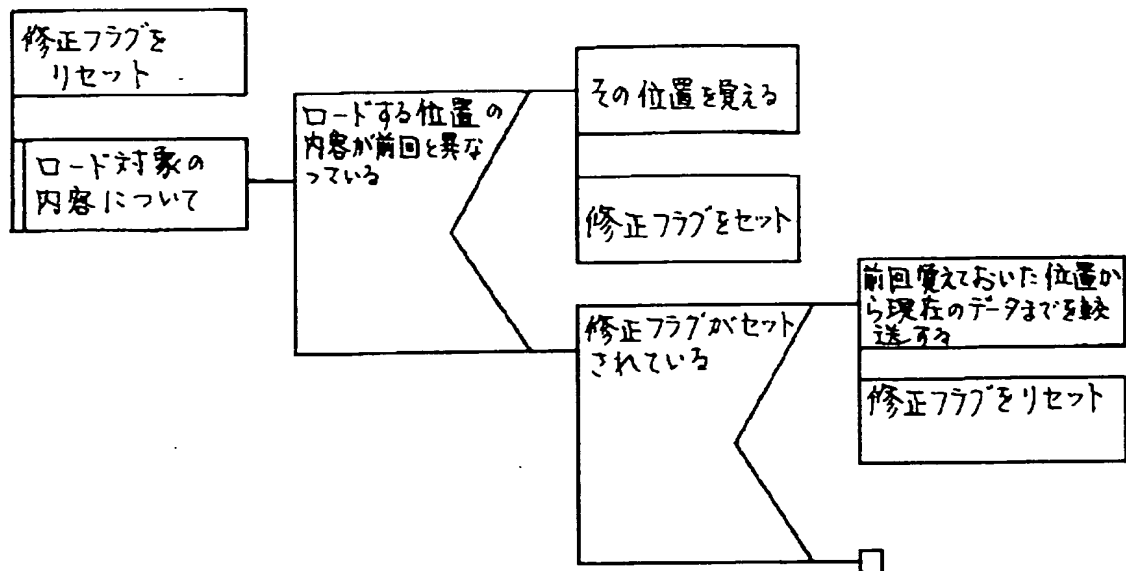 修正フラグを
リセット
ロード対象の
内容について
ロードする位置の
内容が前回と異な
っている
その位置を覚える
修正フラグをセット
修正フラグがセット
されている
前回覚えておいた位置か
ら現在のデータまでを転
送する
修正フラグをリセット